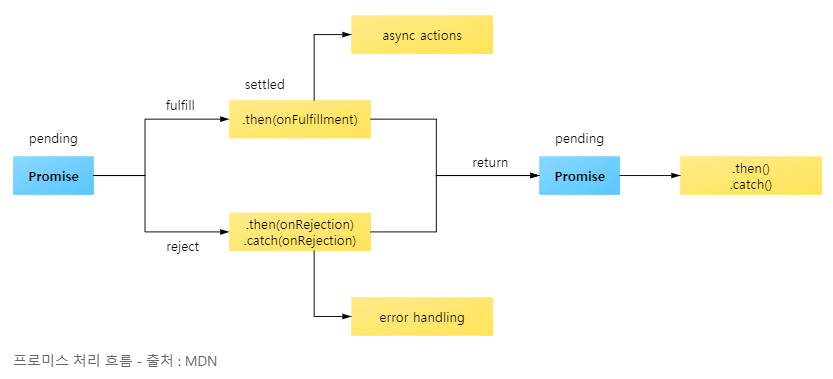 async actions
settled
fulfill
.then(onFulfillment)
pending
Promise
return
pending
Promise
.then()
.catch()
.then(onRejection)
.catch(onRejection)
reject
error handling
프로미스 처리 흐름 - 출처 : MDN